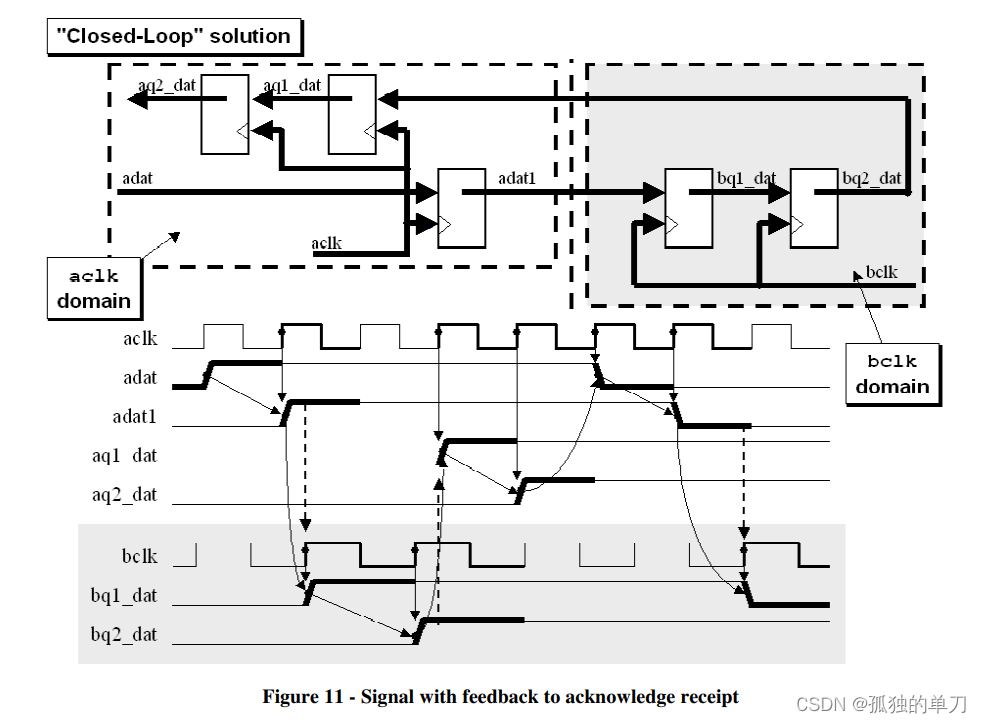 "Closed-Loop" solution
aq2_dat
aq1_dat
adat
adat1
bq1_dat
bq2_dat
aclk
bclk
aclk
domain
bclk
domain
aclk
adat
adat1
aq1_dat
aq2_dat
bclk
bq1_dat
bq2_dat
Figure 11 - Signal with feedback to acknowledge receipt
CSDN @孤独的单刀